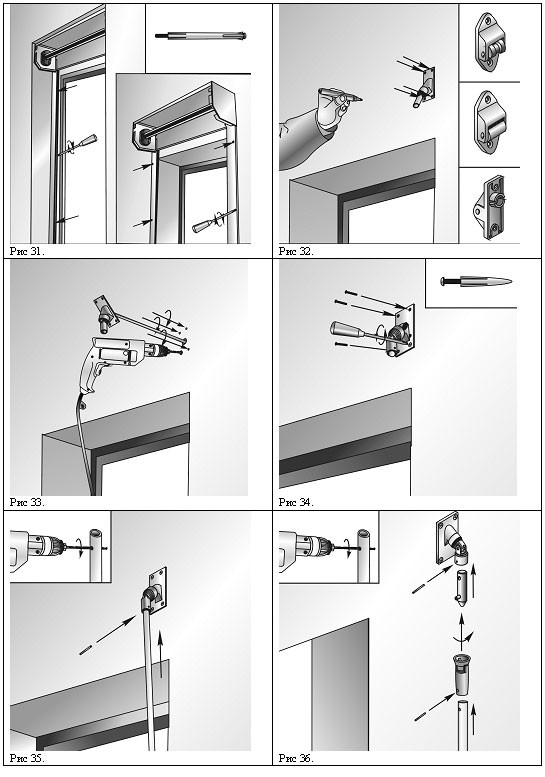 Рис 31.
Рис 32.
Рис 33.
Рис 34.
Рис 35.
Рис 36.